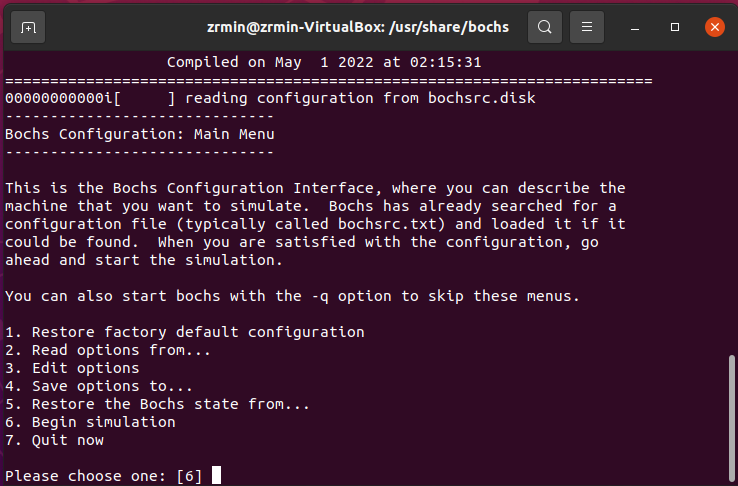 zrmin@zrmin-VirtualBox: /usr/share/bochs
Compiled on May  1 2022 at 02:15:31
========================================================================
00000000000i[      ] reading configuration from bochsrc.disk
------------------------------
Bochs Configuration: Main Menu
------------------------------
This is the Bochs Configuration Interface, where you can describe the
machine that you want to simulate.  Bochs has already searched for a
configuration file (typically called bochsrc.txt) and loaded it if it
could be found.  When you are satisfied with the configuration, go
ahead and start the simulation.
You can also start bochs with the -q option to skip these menus.
1. Restore factory default configuration
2. Read options from...
3. Edit options
4. Save options to...
5. Restore the Bochs state from...
6. Begin simulation
7. Quit now
Please choose one: [6]